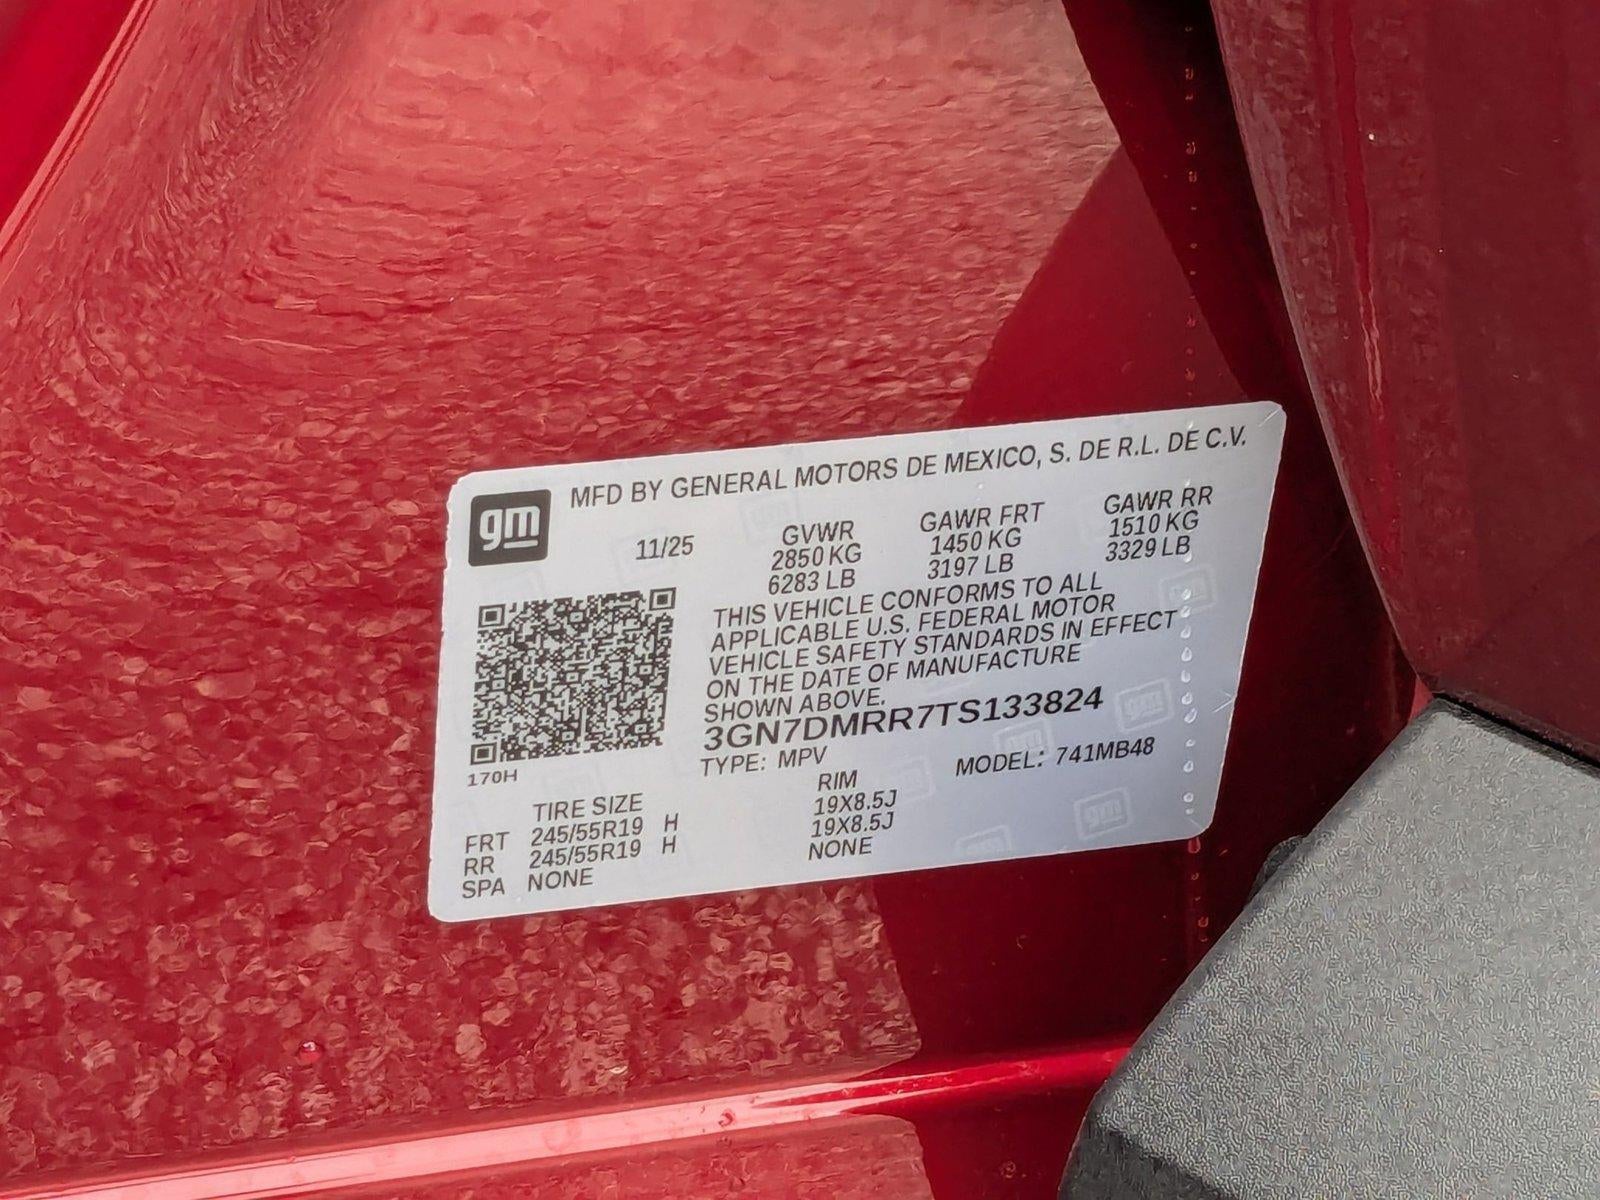 gm
MFD BY GENERAL MOTORS DE MEXICO, S. DE R.L. DE C.V.
11/25 GVWR GAWR FRT GAWR RR
2850 KG 1450 KG 1510 KG
6283 LB 3197 LB 3329 LB
THIS VEHICLE CONFORMS TO ALL
APPLICABLE U.S. FEDERAL MOTOR
VEHICLE SAFETY STANDARDS IN EFFECT
ON THE DATE OF MANUFACTURE
SHOWN ABOVE.
3GN7DMRR7TS133824
TYPE: MPV MODEL: 741MB48
170H
TIRE SIZE RIM
FRT 245/55R19 H 19X8.5J
RR 245/55R19 H 19X8.5J
SPA NONE NONE